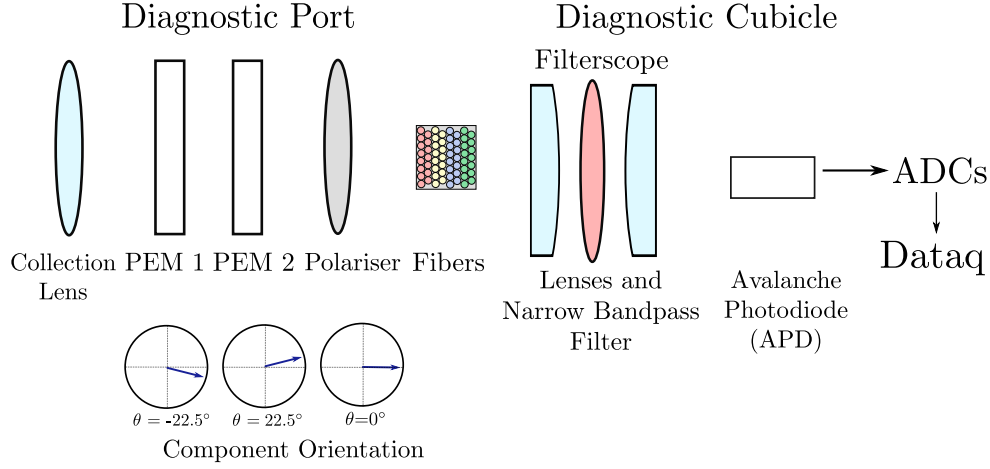 Diagnostic Port
Diagnostic Cubicle
Filterscope
Collection
Lens
PEM 1
PEM 2
Polariser
Fibers
Lenses and
Narrow Bandpass
Filter
Avalanche
Photodiode
(APD)
ADCs
Dataq
θ = -22.5°
θ = 22.5°
θ=0°
Component Orientation